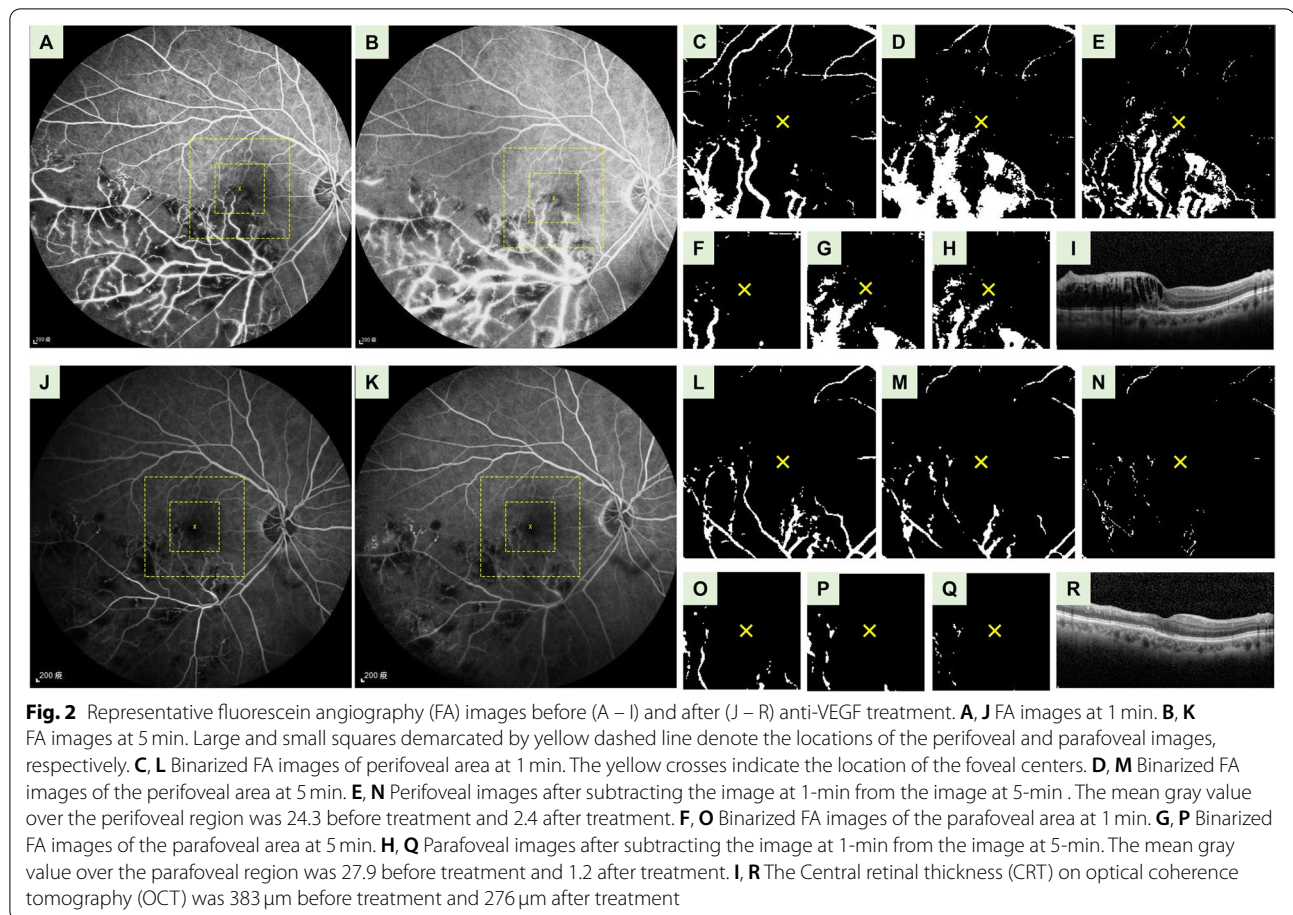 A
B
C
D
E
F
G
H
I
200 疫
200 疫
J
K
L
M
N
O
P
Q
R
200 疫
200 疫
Fig. 2 Representative fluorescein angiography (FA) images before (A – I) and after (J – R) anti-VEGF treatment. A, J FA images at 1 min. B, K
FA images at 5 min. Large and small squares demarcated by yellow dashed line denote the locations of the perifoveal and parafoveal images,
respectively. C, L Binarized FA images of perifoveal area at 1 min. The yellow crosses indicate the location of the foveal centers. D, M Binarized FA
images of the perifoveal area at 5 min. E, N Perifoveal images after subtracting the image at 1-min from the image at 5-min . The mean gray value
over the perifoveal region was 24.3 before treatment and 2.4 after treatment. F, O Binarized FA images of the parafoveal area at 1 min. G, P Binarized
FA images of the parafoveal area at 5 min. H, Q Parafoveal images after subtracting the image at 1-min from the image at 5-min. The mean gray
value over the parafoveal region was 27.9 before treatment and 1.2 after treatment. I, R The Central retinal thickness (CRT) on optical coherence
tomography (OCT) was 383 μm before treatment and 276 μm after treatment